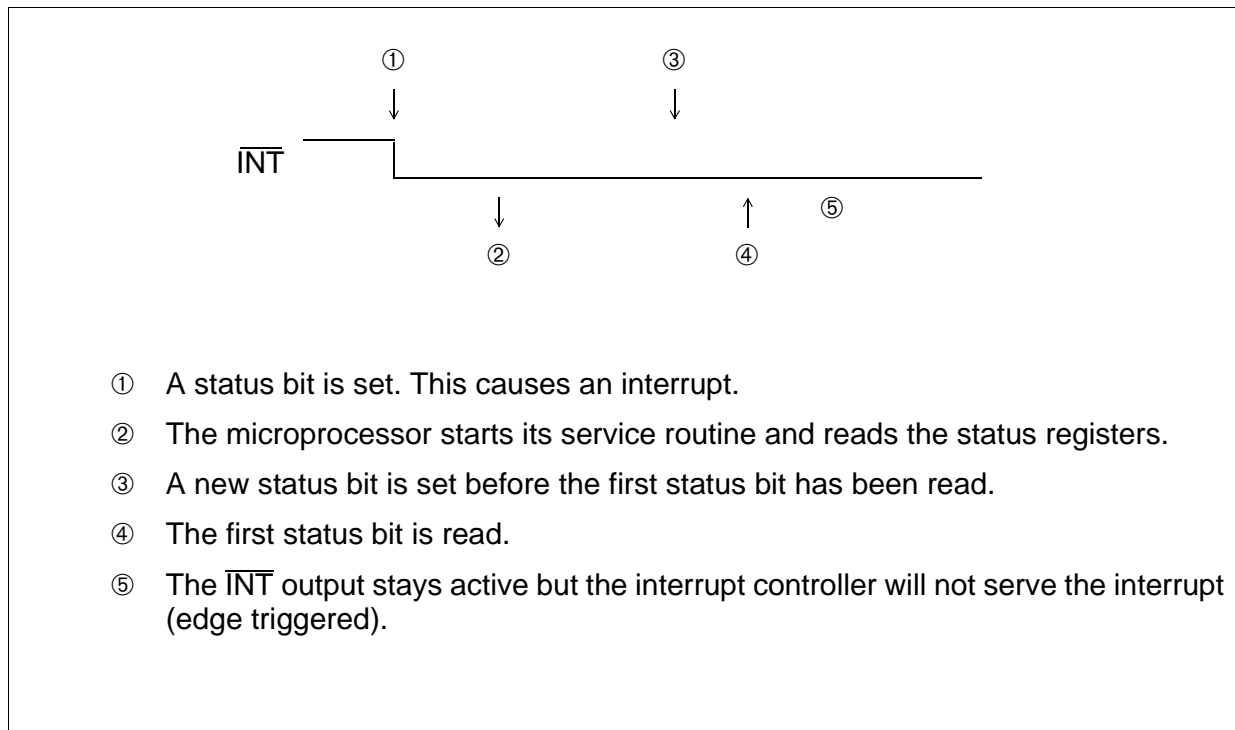 ① ③
INT
⑤
② ④
① A status bit is set. This causes an interrupt.
② The microprocessor starts its service routine and reads the status registers.
③ A new status bit is set before the first status bit has been read.
④ The first status bit is read.
⑤ The I̅N̅T̅ output stays active but the interrupt controller will not serve the interrupt
(edge triggered).